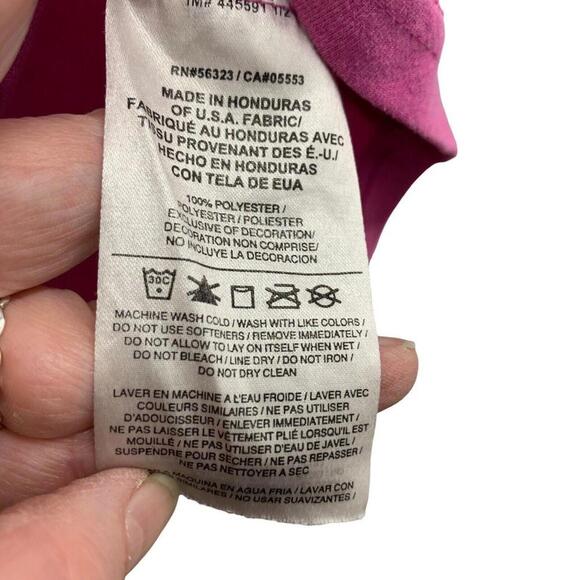 RN#56323 / CA#05553
MADE IN HONDURAS
OF U.S.A. FABRIC/
FABRIQUÉ AU HONDURAS AVEC
TISSU PROVENANT DES É.-U./
HECHO EN HONDURAS
CON TELA DE EUA
100% POLYESTER /
POLYESTER / POLIESTER
EXCLUSIVE OF DECORATION/
DECORATION NON COMPRISE/
NO INCLUYE LA DECORACION
30C
MACHINE WASH COLD / WASH WITH LIKE COLORS /
DO NOT USE SOFTENERS / REMOVE IMMEDIATELY /
DO NOT ALLOW TO LAY ON ITSELF WHEN WET /
DO NOT BLEACH / LINE DRY / DO NOT IRON /
DO NOT DRY CLEAN
LAVER EN MACHINE A L'EAU FROIDE / LAVER AVEC
COULEURS SIMILAIRES / NE PAS UTILISER
D'ADOUCISSEUR / ENLEVER IMMEDIATEMENT /
NE PAS LAISSER LE VÊTEMENT PLIÉ LORSQU'IL EST
MOUILLÉ / NE PAS UTILISER D'EAU DE JAVEL /
SUSPENDRE POUR SÉCHER / NE PAS REPASSER /
NE PAS NETTOYER A SEC
MAQUINA EN AGUA FRIA / LAVAR CON
SIMILARES / NO USAR SUAVIZANTES /